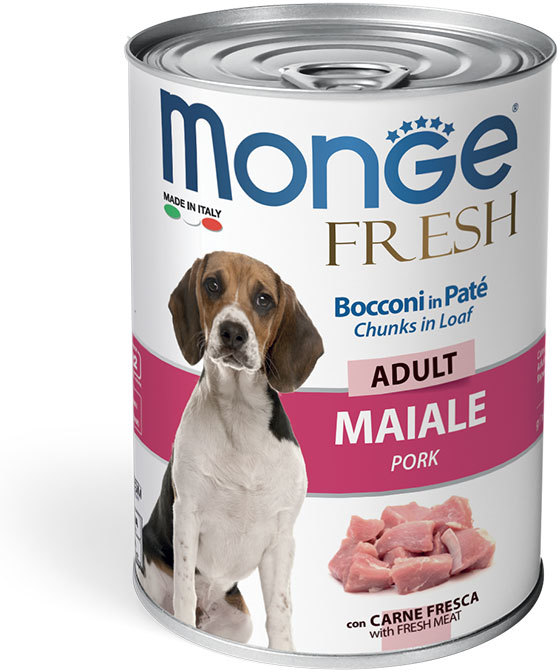 Monge®
MADE IN ITALY
FRESH
Bocconi in Paté
Chunks in Loaf
ADULT
MAIALE
PORK
con CARNE FRESCA
with FRESH MEAT